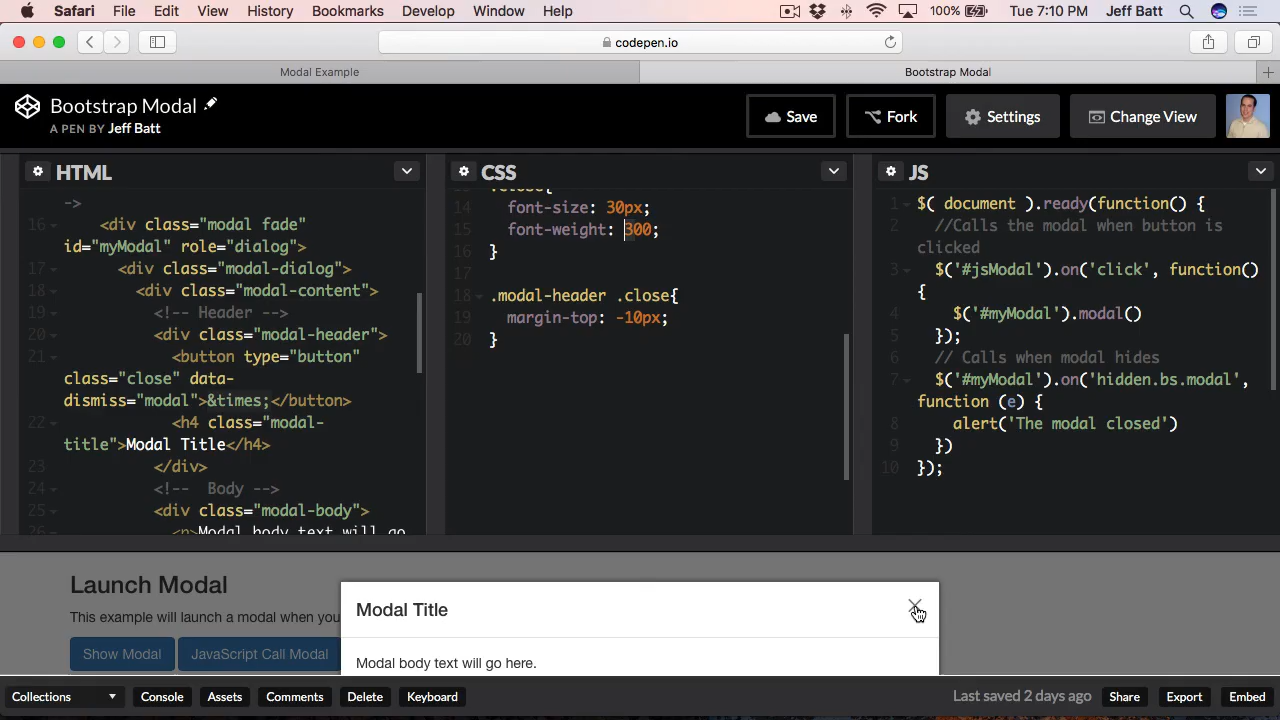 Safari File Edit View History Bookmarks Develop Window Help 100% Tue 7:10 PM Jeff Batt
codepen.io
Modal Example Bootstrap Modal
Bootstrap Modal
A PEN BY Jeff Batt
Save Fork Settings Change View
HTML
->
16 <div class="modal fade"
id="myModal" role="dialog">
17 <div class="modal-dialog">
18 <div class="modal-content">
19 <!-- Header -->
20 <div class="modal-header">
21 <button type="button"
class="close" data-
dismiss="modal">&times;</button>
22 <h4 class="modal-
title">Modal Title</h4>
23 </div>
24 <!-- Body -->
25 <div class="modal-body">
26 <p>Modal body text will go
CSS
.close{
14 font-size: 30px;
15 font-weight: 300;
16 }
17
18 .modal-header .close{
19 margin-top: -10px;
20 }
JS
1 $( document ).ready(function() {
2 //Calls the modal when button is
clicked
3 $('#jsModal').on('click', function()
{
4 $('#myModal').modal()
5 });
6 // Calls when modal hides
7 $('#myModal').on('hidden.bs.modal',
function (e) {
8 alert('The modal closed')
9 })
10 });
Launch Modal
This example will launch a modal when you
Show Modal JavaScript Call Modal
Modal Title
Modal body text will go here.
Collections Console Assets Comments Delete Keyboard Last saved 2 days ago Share Export Embed